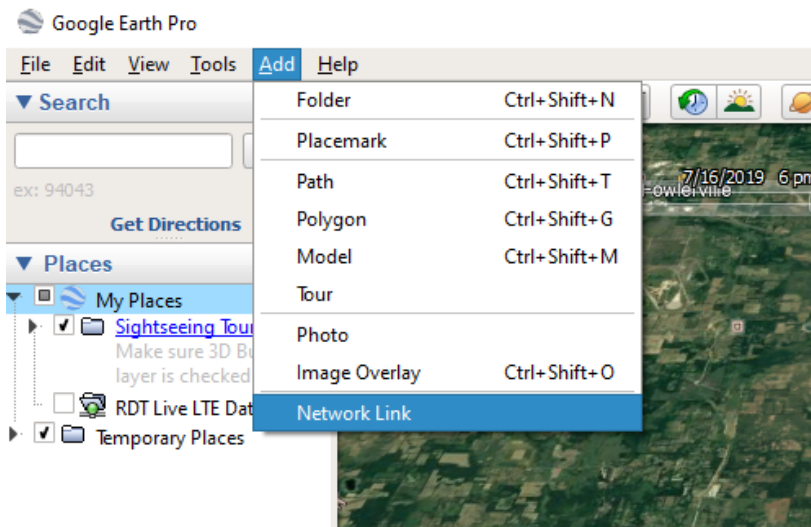 Google Earth Pro
File Edit View Tools Add Help
Search
ex: 94043
Get Directions
Places
My Places
Sightseeing Tour
Make sure 3D Bu
layer is checked
RDT Live LTE Dat
Temporary Places
Folder Ctrl+Shift+N
Placemark Ctrl+Shift+P
Path Ctrl+Shift+T
Polygon Ctrl+Shift+G
Model Ctrl+Shift+M
Tour
Photo
Image Overlay Ctrl+Shift+O
Network Link
7/16/2019 6 pm